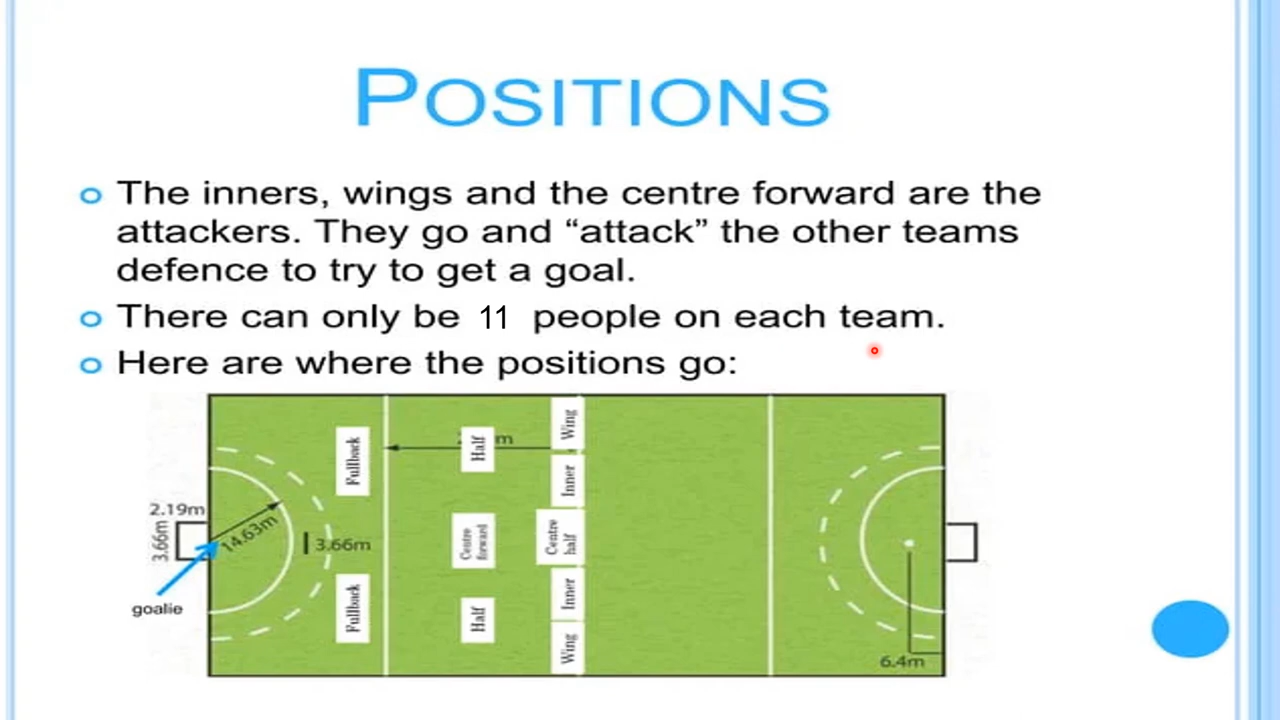 POSITIONS
The inners, wings and the centre forward are the
attackers. They go and “attack” the other teams
defence to try to get a goal.
There can only be 11 people on each team.
Here are where the positions go:
Wing
Fullback
Half
m
Inner
2.19m
3.66m
14.63m
3.66m
Centre
forward
Centre
half
goalie
Fullback
Half
Inner
Wing
6.4m